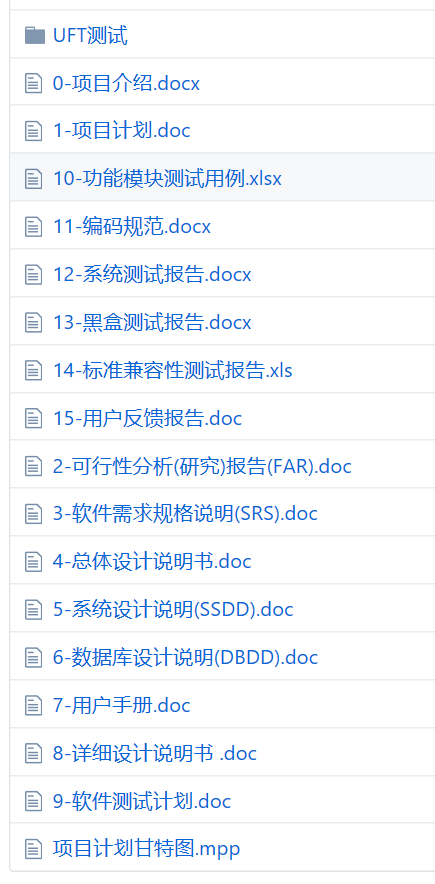 UFT测试
0-项目介绍.docx
1-项目计划.doc
10-功能模块测试用例.xlsx
11-编码规范.docx
12-系统测试报告.docx
13-黑盒测试报告.docx
14-标准兼容性测试报告.xls
15-用户反馈报告.doc
2-可行性分析(研究)报告(FAR).doc
3-软件需求规格说明(SRS).doc
4-总体设计说明书.doc
5-系统设计说明(SSDD).doc
6-数据库设计说明(DBDD).doc
7-用户手册.doc
8-详细设计说明书 .doc
9-软件测试计划.doc
项目计划甘特图.mpp